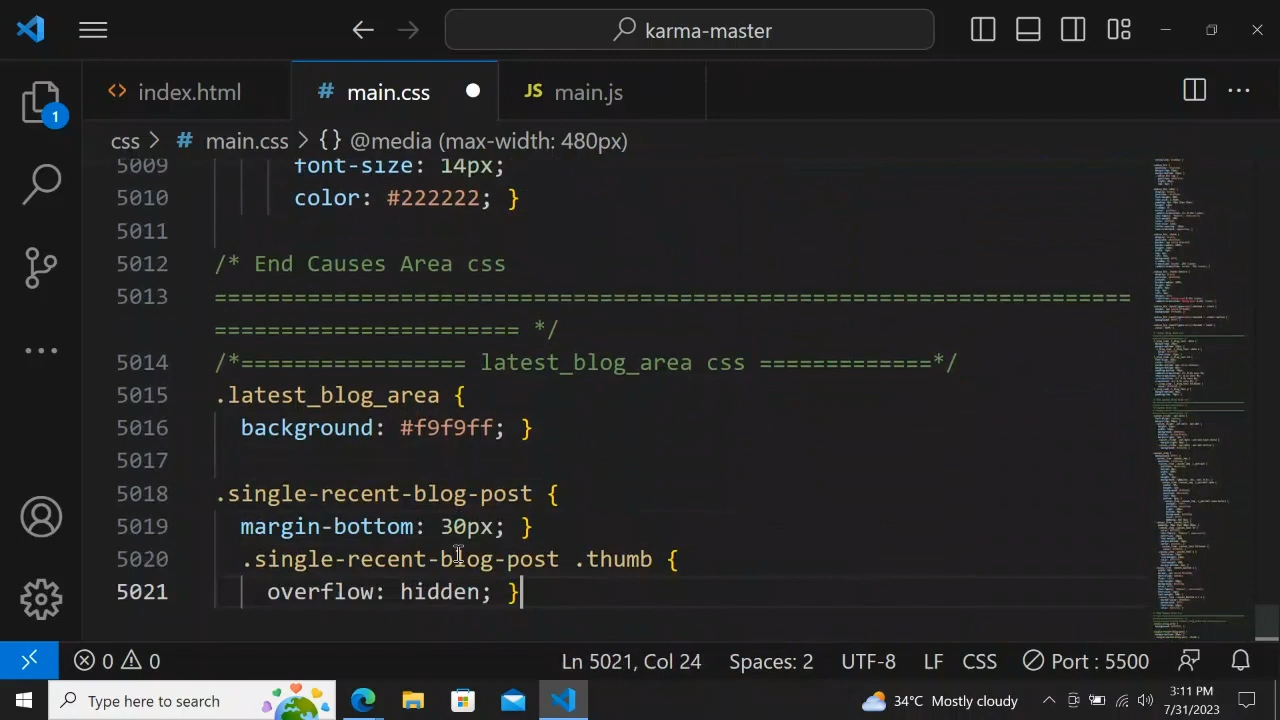 karma-master
index.html
main.css
JS main.js
css > # main.css > {} @media (max-width: 480px)
5009 font-size: 14px;
5010 color: #222222; }
5011
5012 /* End Causes Area css
5013 =====================================================================
======================= *
5014 /*================== latest_blog_area =================*/
5015 .latest_blog_area {
5016 background: #f9ffff; }
5017
5018 .single-recent-blog-post {
5019 margin-bottom: }
5020 .single-recent-blog-post .thumb {
5021 overflow: }
1
0 0 Ln 5021, Col 24 Spaces: 2 UTF-8 LF CSS Port : 5500
Type here to search
34°C Mostly cloudy
3:11 PM
7/31/2023